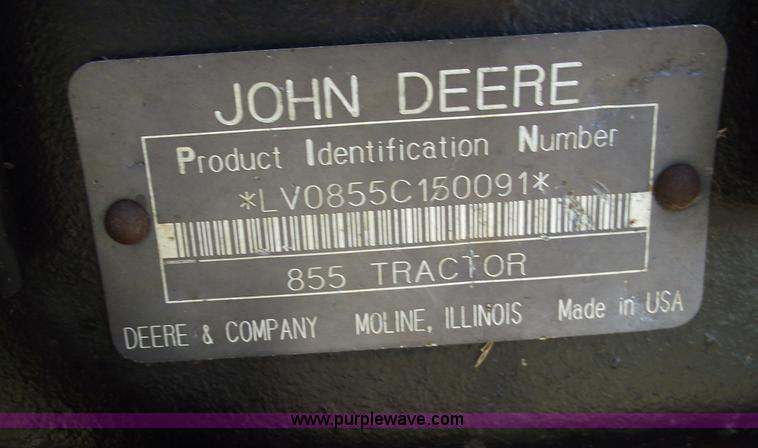 JOHN DEERE
Product Identification Number
*LV0855C150091*
855 TRACTOR
DEERE & COMPANY MOLINE, ILLINOIS Made in USA
www.purplewave.com